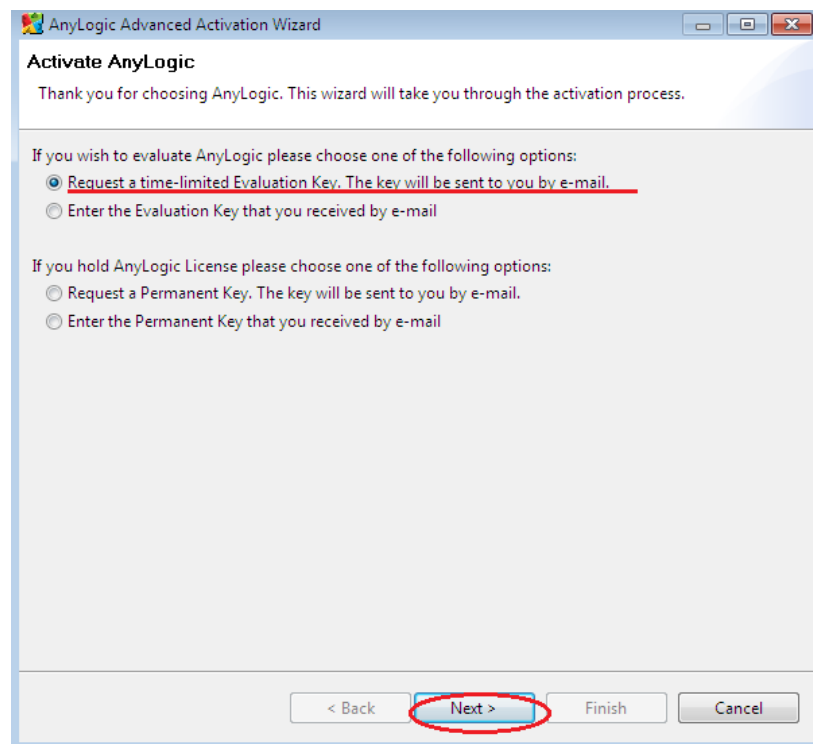 AnyLogic Advanced Activation Wizard
Activate AnyLogic
Thank you for choosing AnyLogic. This wizard will take you through the activation process.
If you wish to evaluate AnyLogic please choose one of the following options:
Request a time-limited Evaluation Key. The key will be sent to you by e-mail.
Enter the Evaluation Key that you received by e-mail
If you hold AnyLogic License please choose one of the following options:
Request a Permanent Key. The key will be sent to you by e-mail.
Enter the Permanent Key that you received by e-mail
< Back Next > Finish Cancel